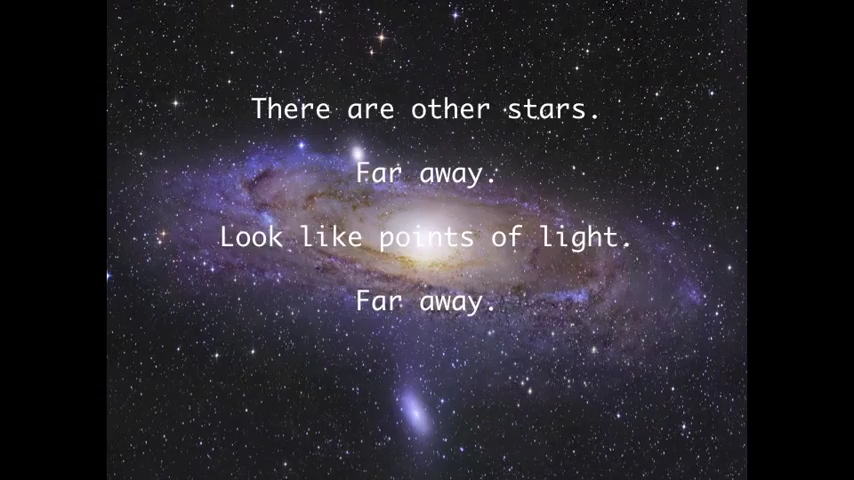 There are other stars.
Far away.
Look like points of light.
Far away.